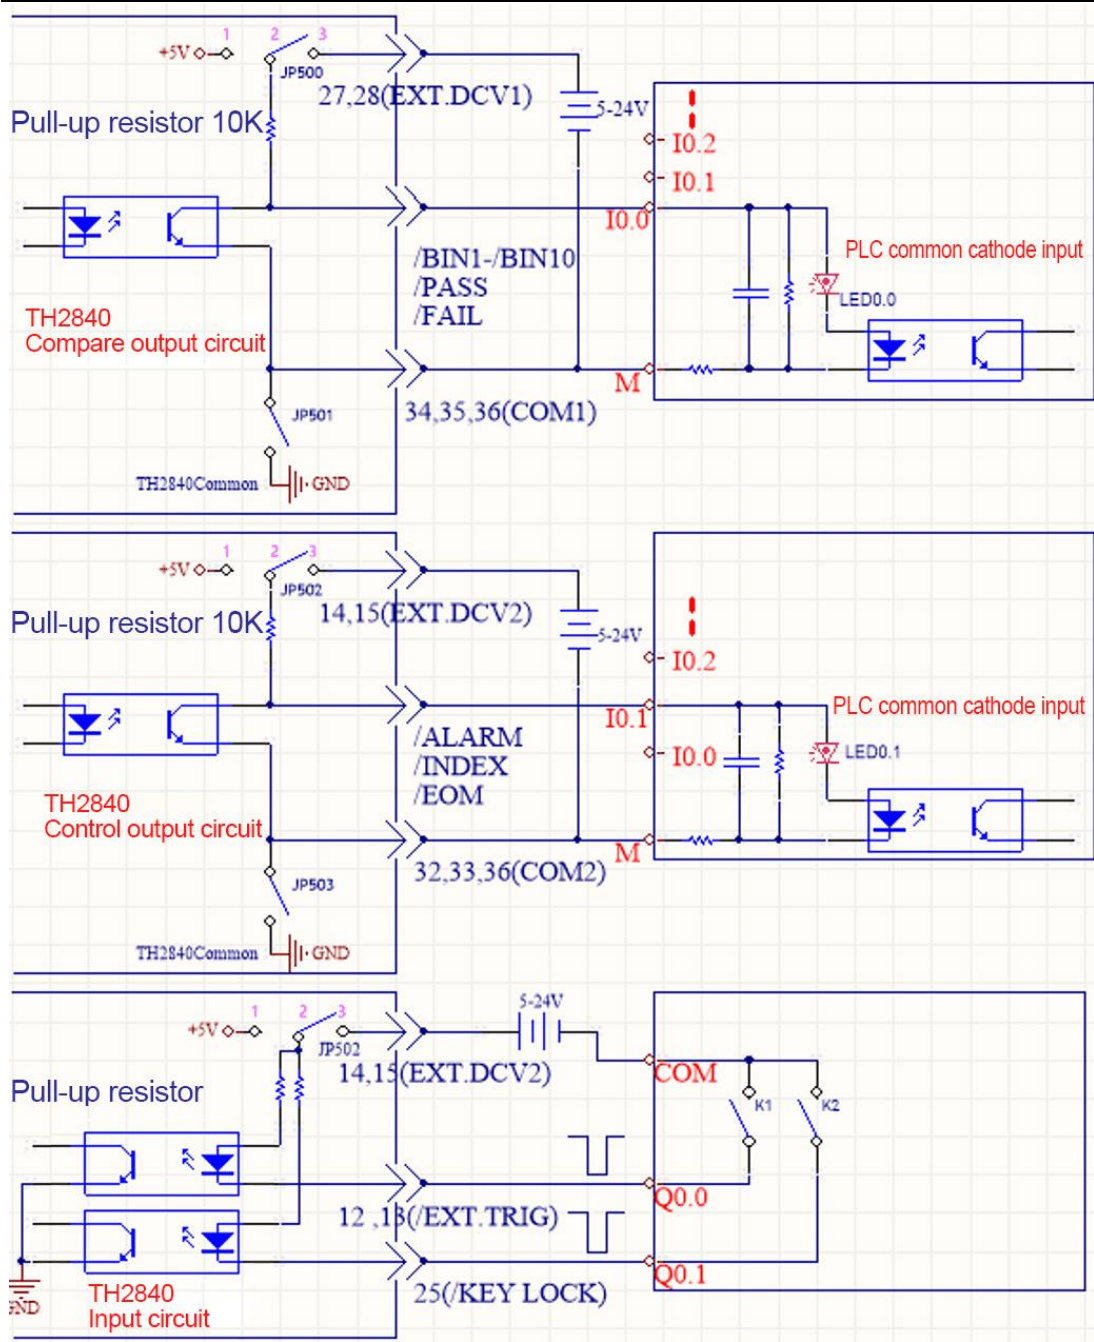 1 2 3
+5V
JP500
27,28(EXT.DCV1)
Pull-up resistor 10K
5-24V
I0.2
I0.1
I0.0
/BIN1-/BIN10
/PASS
/FAIL
PLC common cathode input
LED0.0
TH2840
Compare output circuit
M
34,35,36(COM1)
JP501
TH2840Common
GND
1 2 3
+5V
JP502
14,15(EXT.DCV2)
Pull-up resistor 10K
5-24V
I0.2
I0.1
I0.0
/ALARM
/INDEX
/EOM
PLC common cathode input
LED0.1
TH2840
Control output circuit
M
32,33,36(COM2)
JP503
TH2840Common
GND
1 2 3
+5V
JP502
5-24V
14,15(EXT.DCV2)
COM
Pull-up resistor
K1
K2
12 ,13(/EXT.TRIG)
Q0.0
Q0.1
25(/KEY LOCK)
GND
TH2840
Input circuit